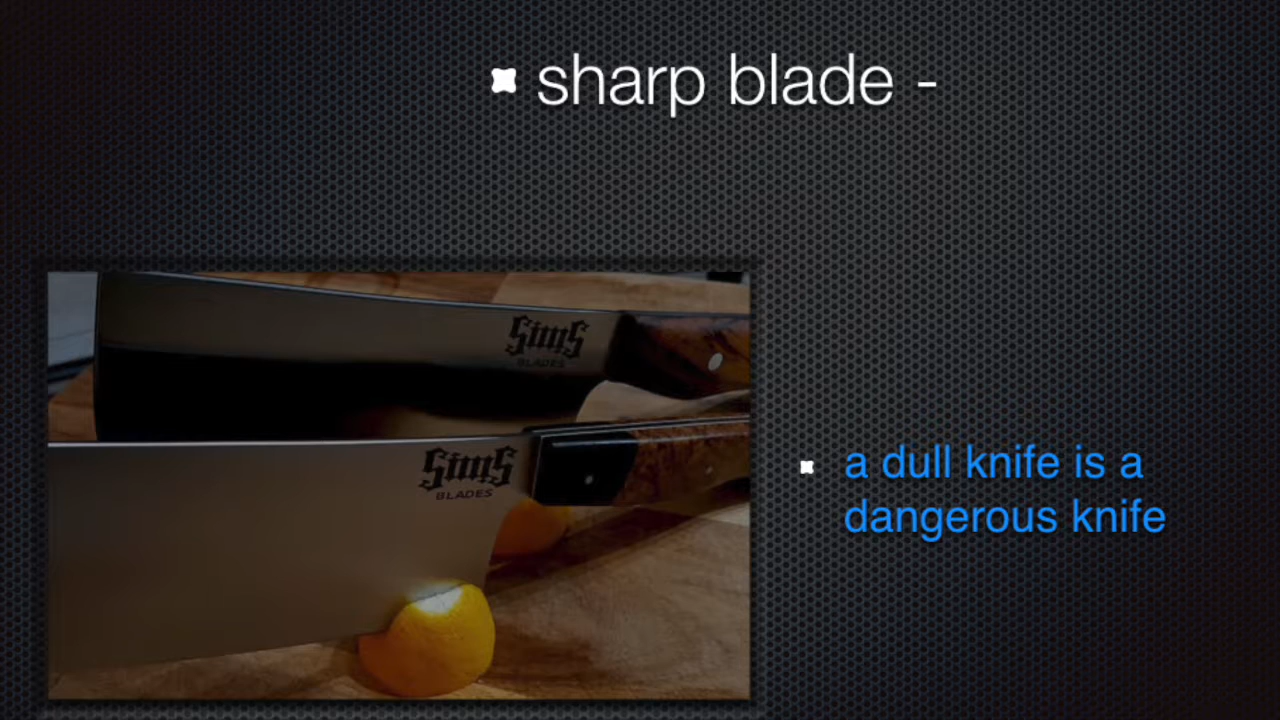 sharp blade -
Sims
BLADES
Sims
BLADES
a dull knife is a
dangerous knife